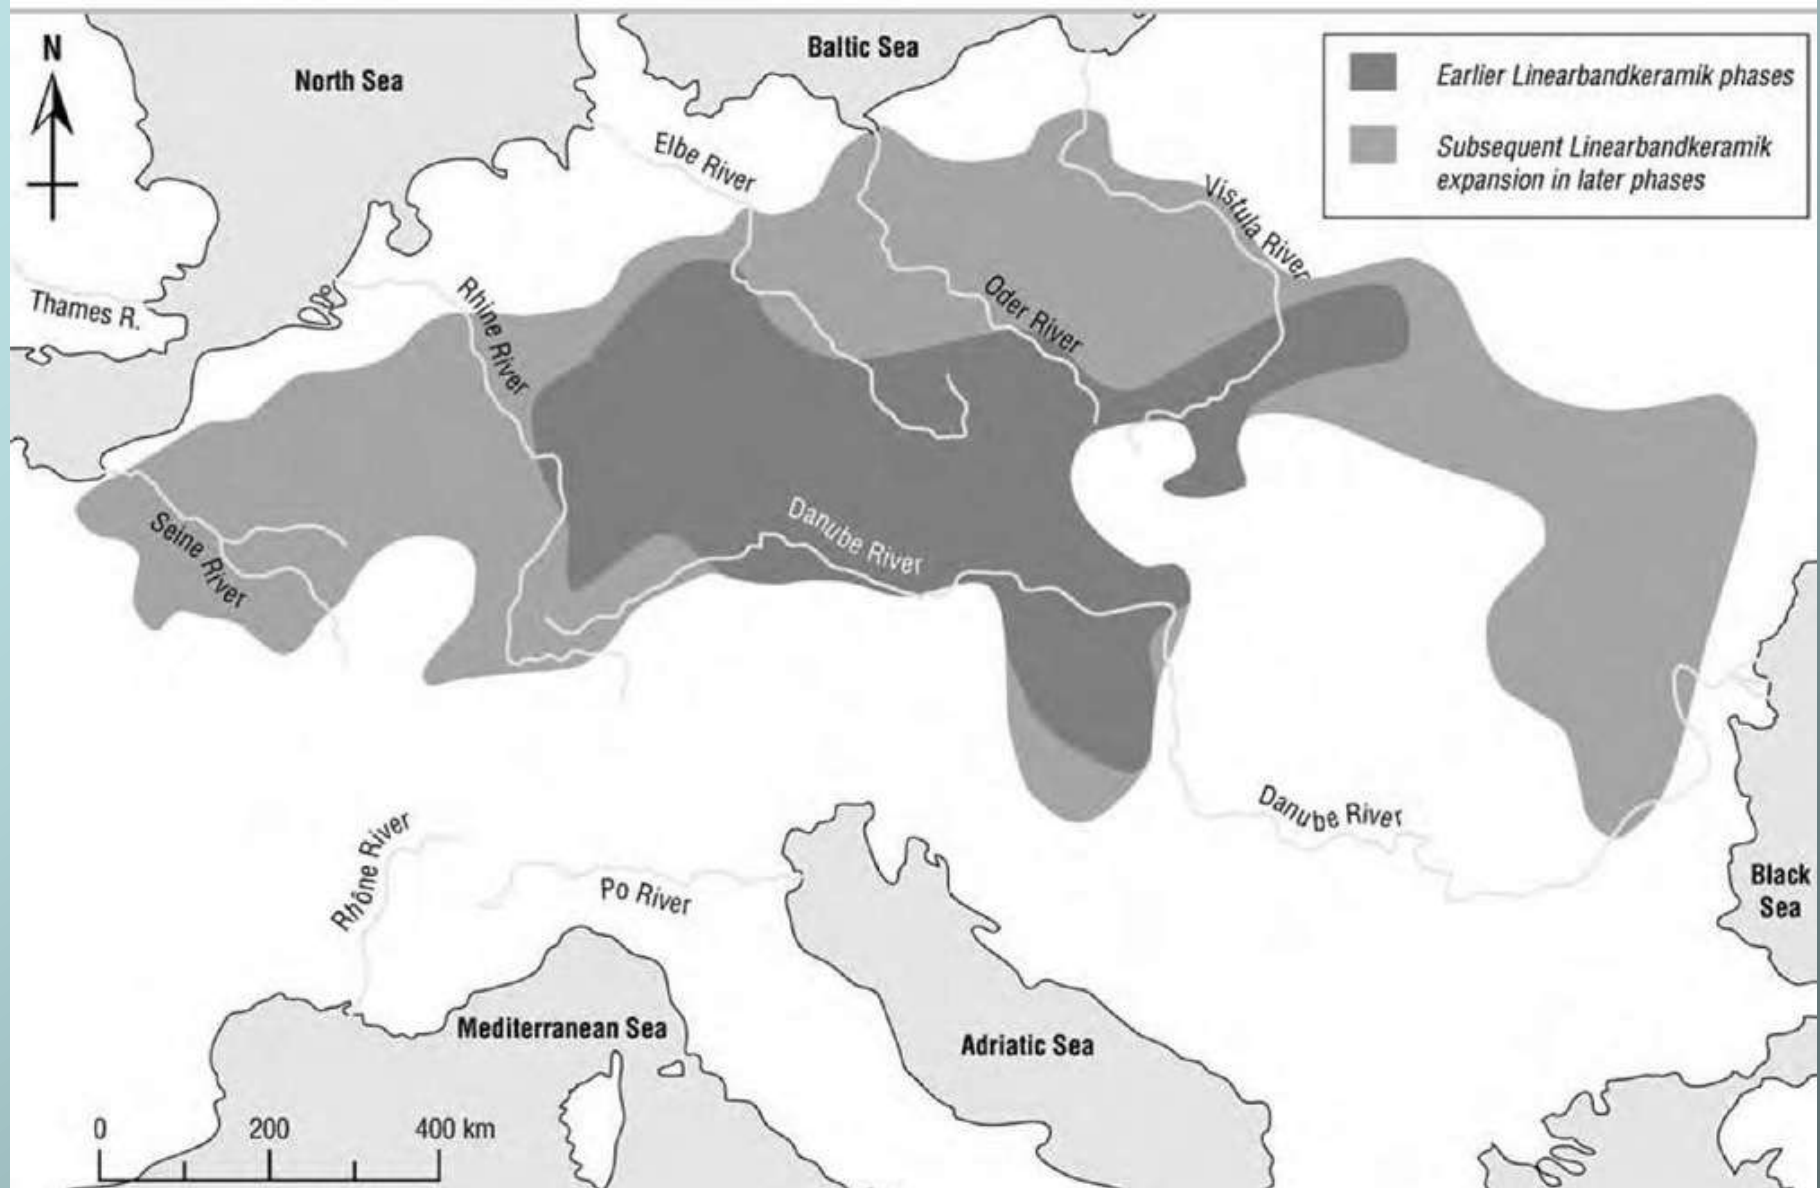 N
North Sea
Baltic Sea
Earlier Linearbandkeramik phases
Subsequent Linearbandkeramik
expansion in later phases
Elbe River
Vistula River
Thames R.
Rhine River
Oder River
Seine River
Danube River
Danube River
Rhône River
Po River
Black
Sea
Mediterranean Sea
Adriatic Sea
0 200 400 km